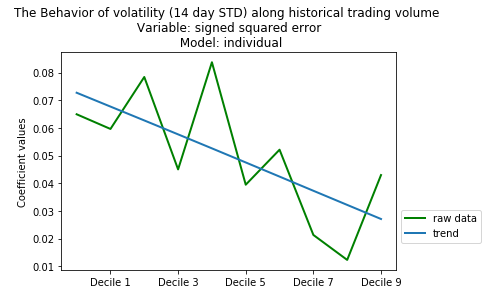 The Behavior of volatility (14 day STD) along historical trading volume
Variable: signed squared error
Model: individual
Coefficient values
0.08
0.07
0.06
0.05
0.04
0.03
0.02
0.01
Decile 1
Decile 3
Decile 5
Decile 7
Decile 9
raw data
trend